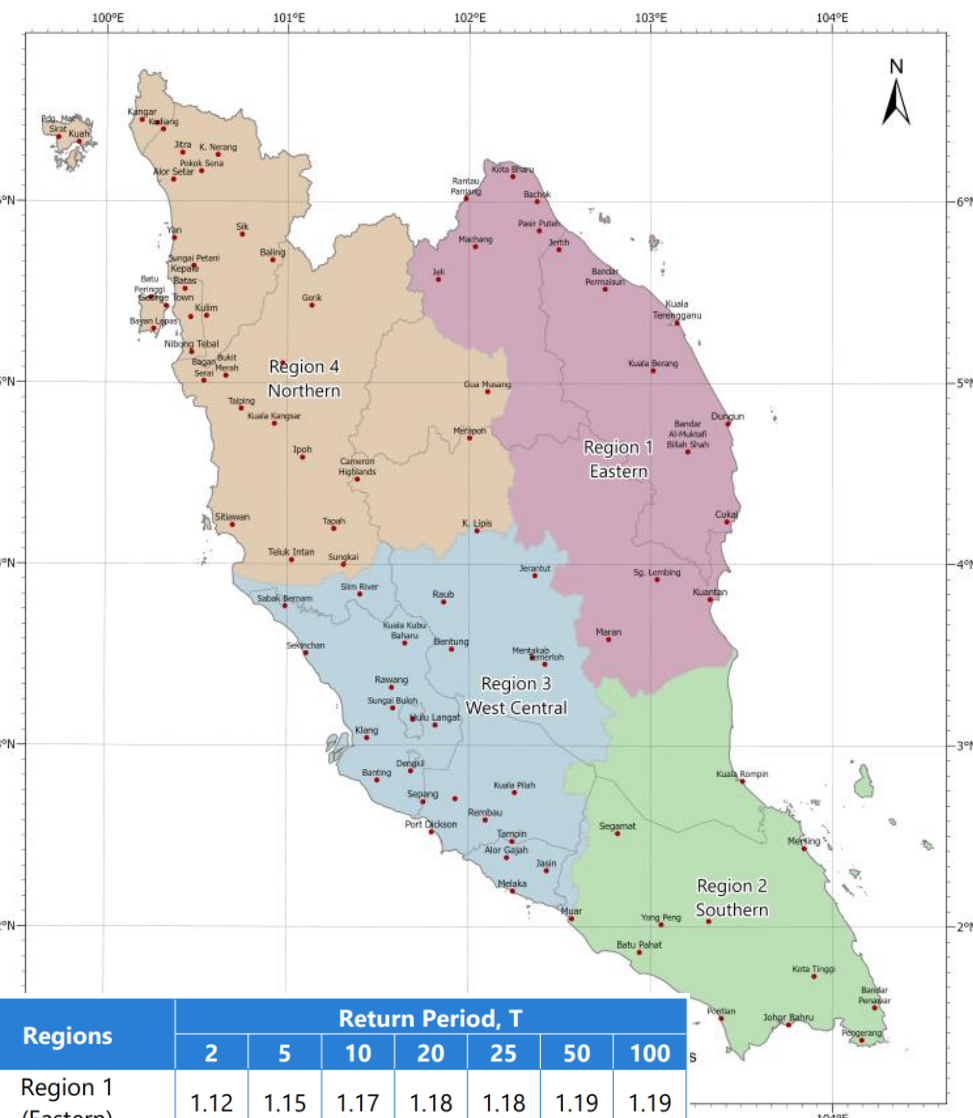 100°E
101°E
102°E
103°E
104°E
N
Kangar
Sirat
Kuah
Jitra
K. Nerang
Pokok Sena
Alor Setar
Kota Bharu
Rantau
Panjang
Bachok
6°N
Pasir Puteh
Yan
Sik
Machang
Jertih
Baling
Sungai Petani
Kepala
Batas
Jeli
Bandar
Permaisuri
Batu
Feringgi
George Town
Gerik
Kulim
Bayan Lepas
Kuala
Terengganu
Nibong Tebal
Bagan
Serai
Bukit
Merah
Region 4
Northern
Kuala Berang
5°N
Gua Musang
Taiping
Kuala Kangsar
Dungun
Merapoh
Bandar
Al-Muktafi
Billah Shah
Ipoh
Region 1
Eastern
Cameron
Highlands
Sitiawan
Tapah
K. Lipis
Cukai
Teluk Intan
Sungkai
4°N
Jerantut
Sg. Lembing
Slim River
Sabak Bernam
Raub
Kuantan
Kuala Kubu
Baharu
Bentung
Maran
Sekinchan
Mentakab
Temerloh
Rawang
Region 3
West Central
Sungai Buloh
Hulu Langat
Klang
3°N
Dengkil
Banting
Kuala Rompin
Sepang
Kuala Pilah
Port Dickson
Rembau
Segamat
Tampin
Mersing
Alor Gajah
Jasin
Melaka
Region 2
Southern
Muar
Yong Peng
2°N
Batu Pahat
Kota Tinggi
Bandar
Penawar
Pontian
Johor Bahru
Pengerang
Regions
Return Period, T
2 5 10 20 25 50 100
s
Region 1
(Eastern)
1.12 1.15 1.17 1.18 1.18 1.19 1.19
104°E